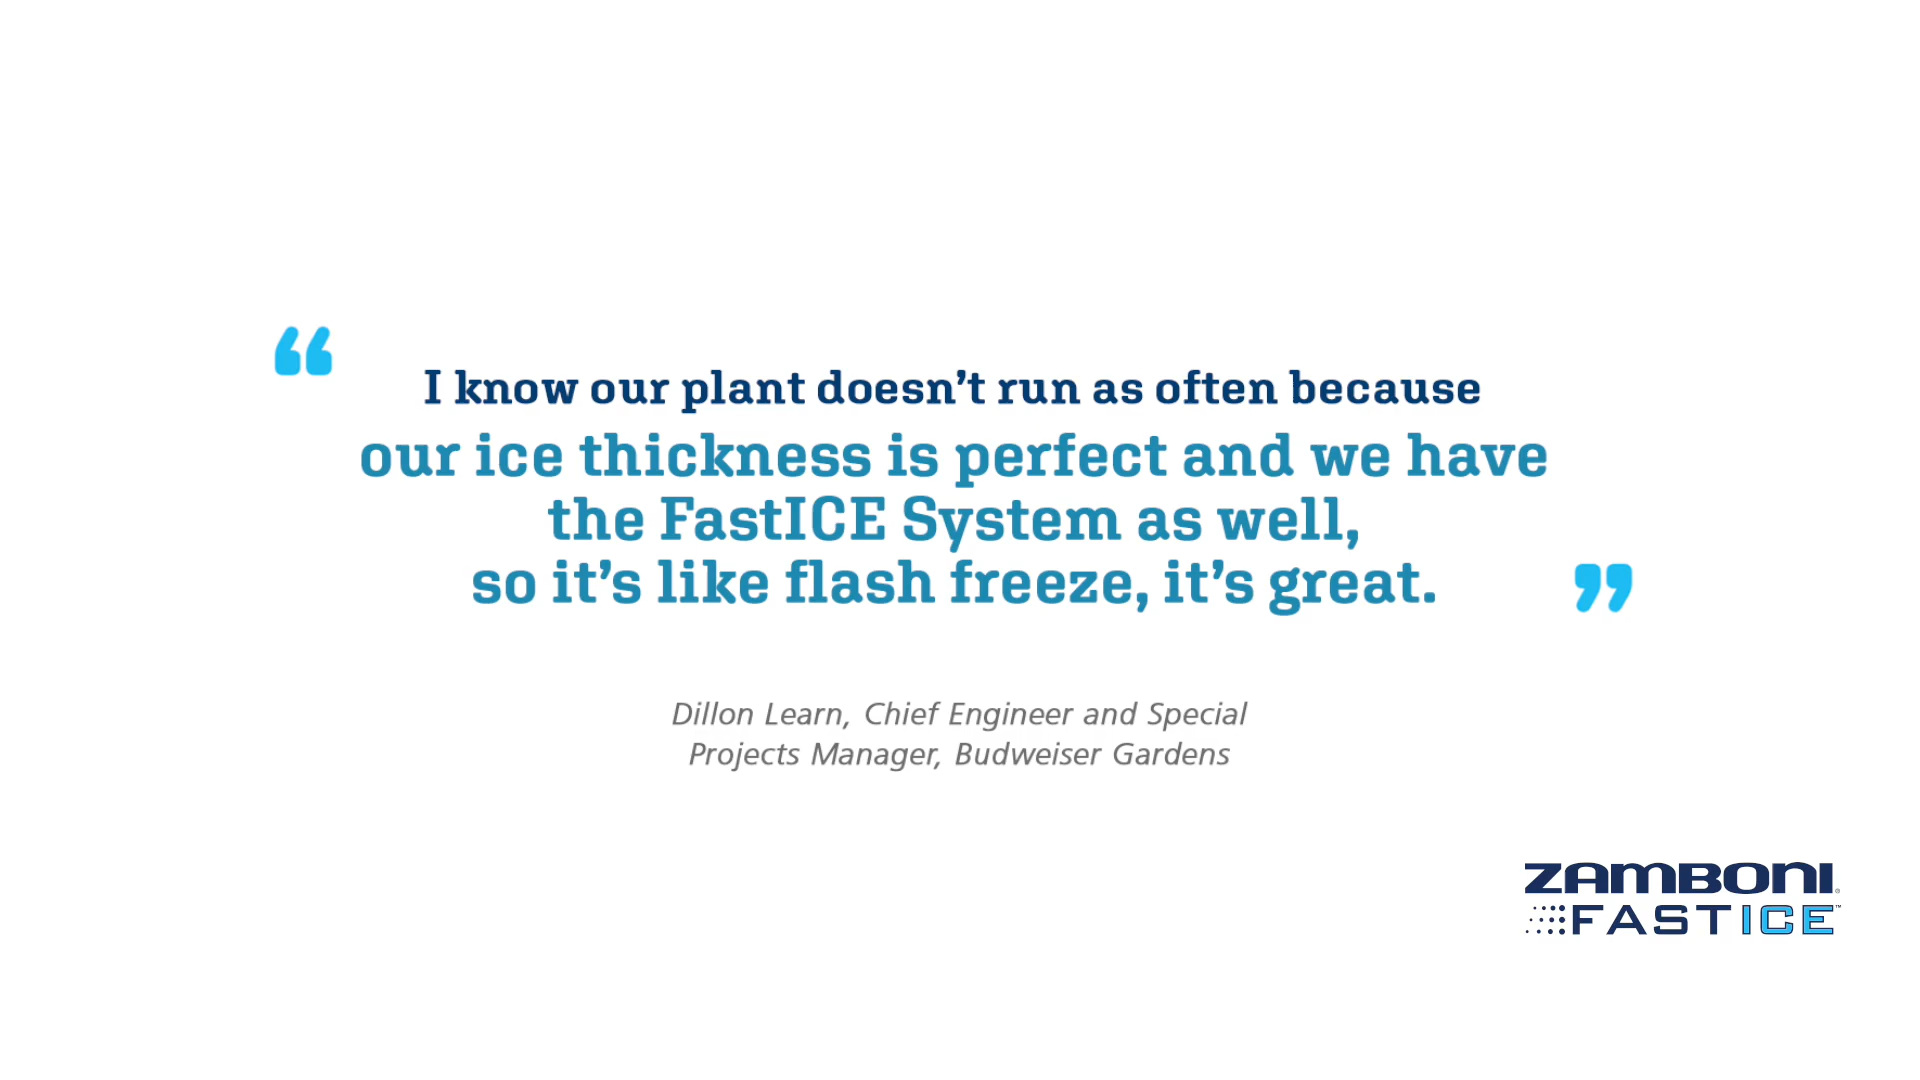 “
I know our plant doesn’t run as often because
our ice thickness is perfect and we have
the FastICE System as well,
so it’s like flash freeze, it’s great.
”
Dillon Learn, Chief Engineer and Special
Projects Manager, Budweiser Gardens
ZAMBONI®
FASTICE™